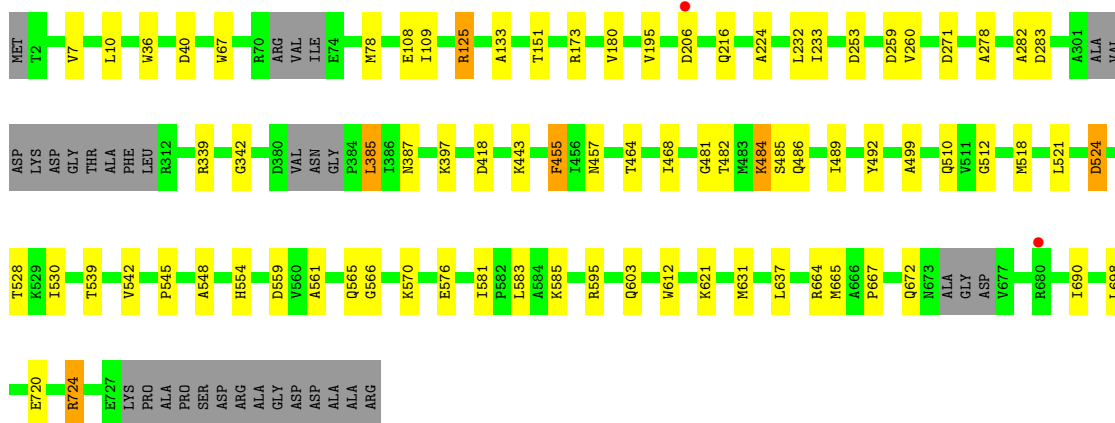 MET T2 V7 L10 W36 D40 W67 R70 ARG VAL ILE E74 M78 E108 I109 R125 A133 T151 R173 V180 V195 D206 Q216 A224 L232 I233 D253 D259 V260 D271 A278 A282 D283 A301 ALA VAL
ASP LYS ASP GLY THR ALA PHE LEU R312 R339 G342 D380 VAL ASN GLY P384 L385 I386 N387 K397 D418 K443 F455 I456 N457 T464 I468 G481 T482 M483 K484 S485 Q486 I489 Y492 A499 Q510 V511 G512 M518 L521 D524
T528 K529 I530 T539 V542 P545 A548 H554 D559 V560 A561 Q565 G566 K570 E576 I581 P582 L583 A584 K585 R595 Q603 W612 K621 M631 L637 R664 M665 A666 P667 Q672 N673 ALA GLY ASP V677 R680 I690 L698
E720 R724 E727 LYS PRO ALA PRO SER ASP ARG ALA GLY ASP ASP ALA ALA ARG